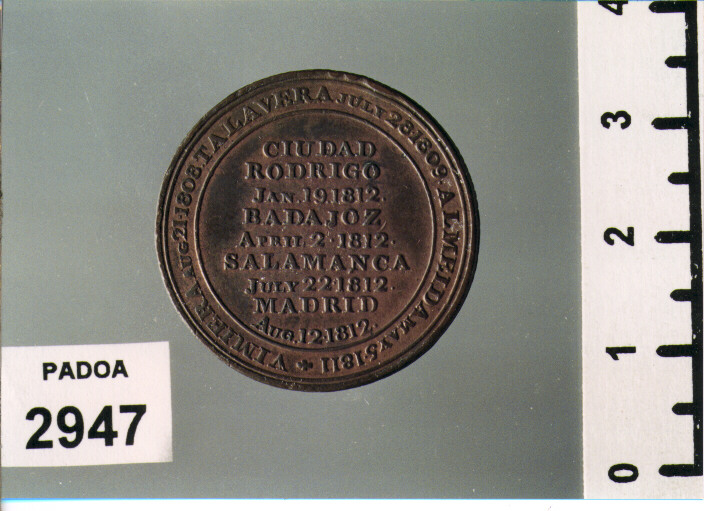 VIMIERA AUG 21·1808·TALAVERA JULY 28·1809·ALMEIDA MAY 5 1811
CIUDAD
RODRIGO
JAN. 19.1812.
BADAJOZ
APRIL·2·1812·
SALAMANCA
JULY 22 1812.
MADRID
AUG. 12·1812.
PADOA
2947
4
3
2
1
0